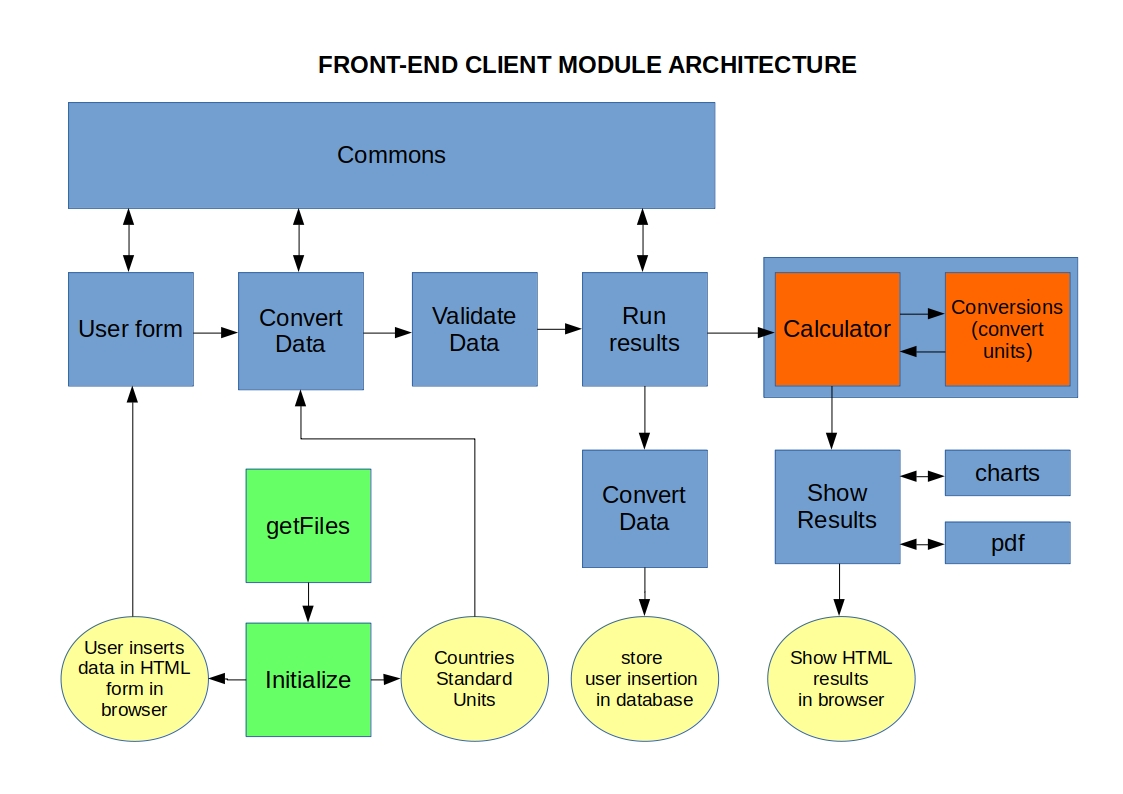 FRONT-END CLIENT MODULE ARCHITECTURE
Commons
User form
Convert
Data
Validate
Data
Run
results
Calculator
Conversions
(convert
units)
getFiles
Convert
Data
Show
Results
charts
pdf
User inserts
data in HTML
form in
browser
Initialize
Countries
Standard
Units
store
user insertion
in database
Show HTML
results
in browser